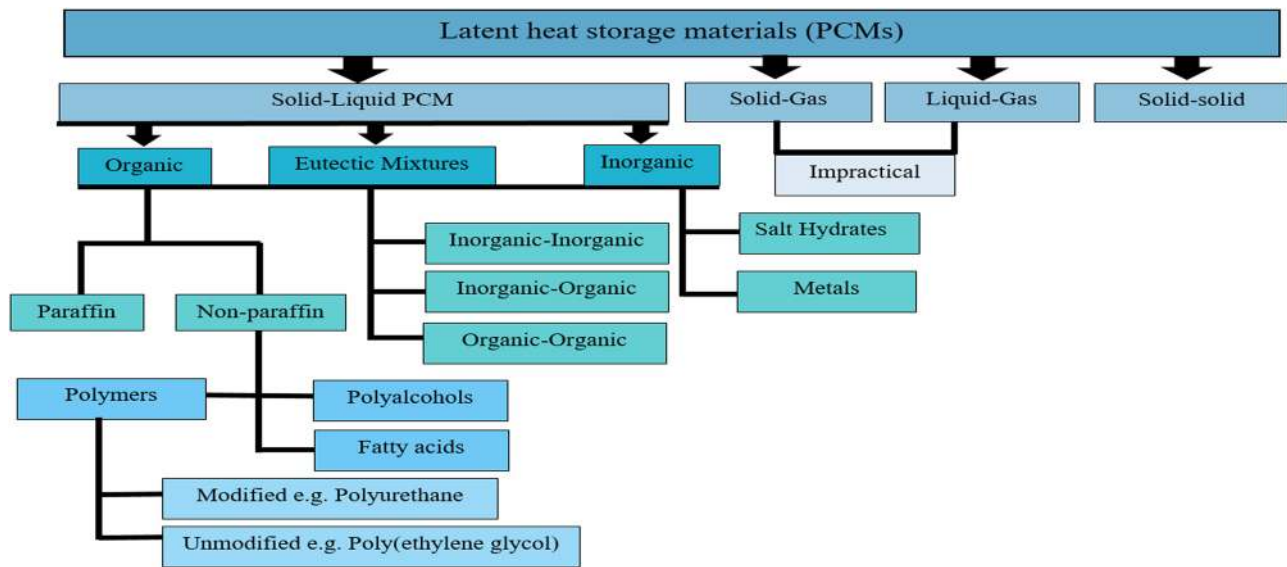 Latent heat storage materials (PCMs)
Solid-Liquid PCM
Solid-Gas
Liquid-Gas
Solid-solid
Organic
Eutectic Mixtures
Inorganic
Impractical
Inorganic-Inorganic
Salt Hydrates
Inorganic-Organic
Metals
Paraffin
Non-paraffin
Organic-Organic
Polymers
Polyalcohols
Fatty acids
Modified e.g. Polyurethane
Unmodified e.g. Poly(ethylene glycol)